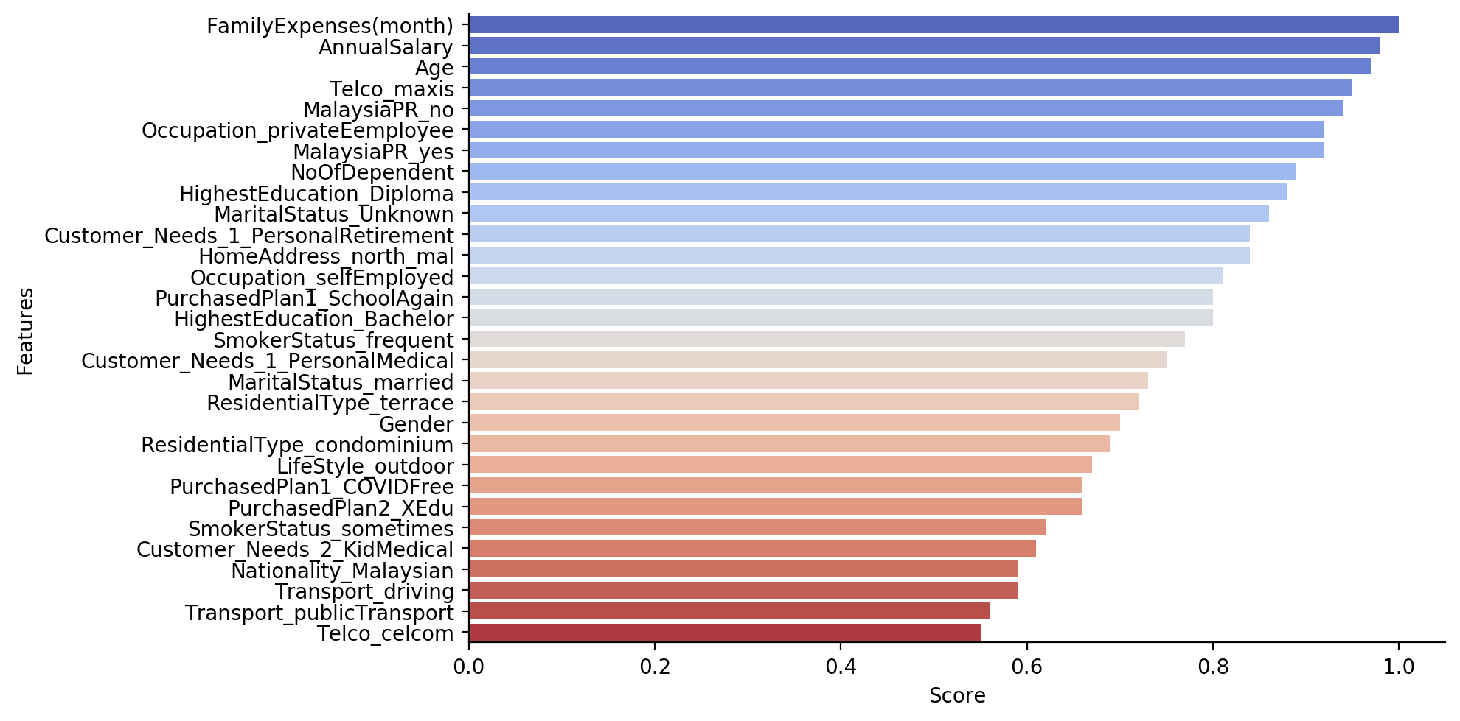 FamilyExpenses(month)
AnnualSalary
Age
Telco_maxis
MalaysiaPR_no
Occupation_privateEemployee
MalaysiaPR_yes
NoOfDependent
HighestEducation_Diploma
MaritalStatus_Unknown
Customer_Needs_1_PersonalRetirement
HomeAddress_north_mal
Occupation_selfEmployed
PurchasedPlan1_SchoolAgain
HighestEducation_Bachelor
SmokerStatus_frequent
Customer_Needs_1_PersonalMedical
MaritalStatus_married
ResidentialType_terrace
Gender
ResidentialType_condominium
LifeStyle_outdoor
PurchasedPlan1_COVIDFree
PurchasedPlan2_XEdu
SmokerStatus_sometimes
Customer_Needs_2_KidMedical
Nationality_Malaysian
Transport_driving
Transport_publicTransport
Telco_celcom
Features
0.0 0.2 0.4 0.6 0.8 1.0
Score